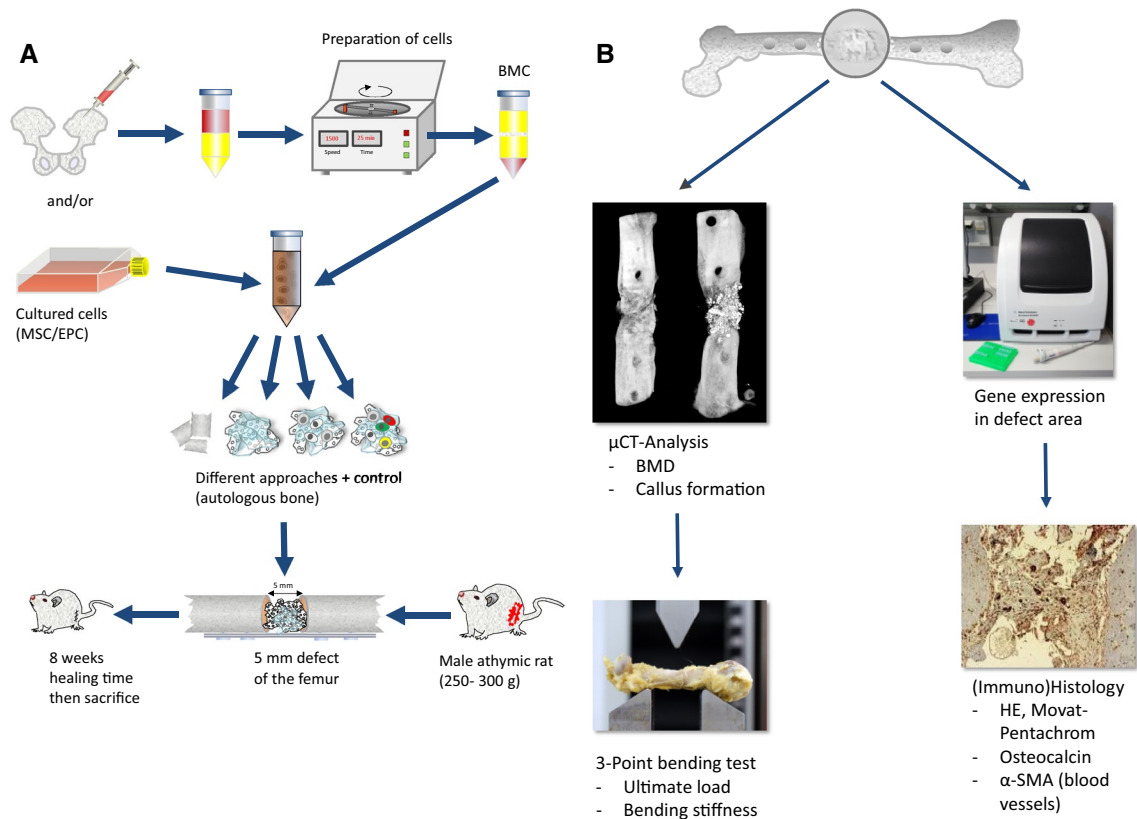 A
Preparation of cells
BMC
1500
25 min
Speed
Time
and/or
Cultured cells
(MSC/EPC)
Different approaches + control
(autologous bone)
5 mm
8 weeks
healing time
then sacrifice
5 mm defect
of the femur
Male athymic rat
(250- 300 g)
B
µCT-Analysis
- BMD
- Callus formation
3-Point bending test
- Ultimate load
- Bending stiffness
Gene expression
in defect area
(Immuno)Histology
- HE, Movat-
Pentachrom
- Osteocalcin
- α-SMA (blood
vessels)